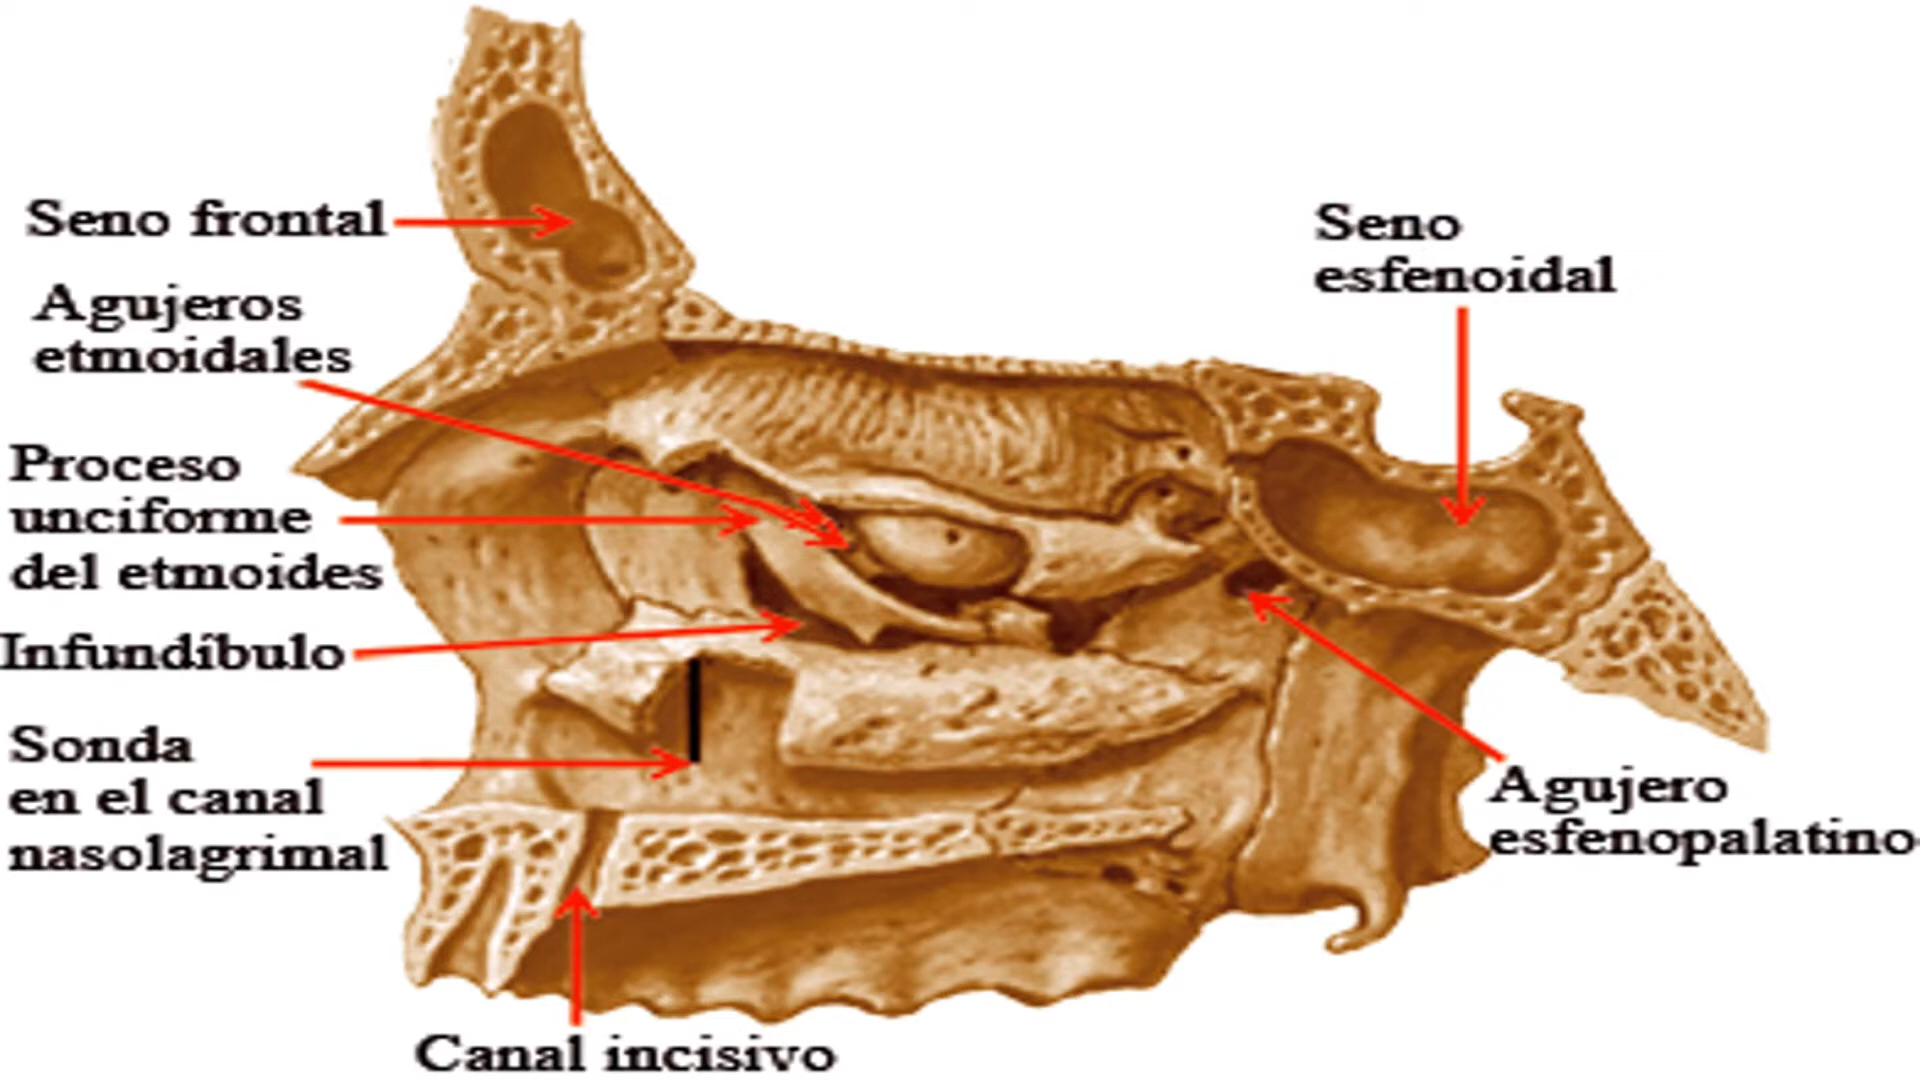 Seno frontal
Agujeros
etmoidales
Proceso
unciforme
del etmoides
Infundíbulo
Sonda
en el canal
nasolagrimal
Canal incisivo
Seno
esfenoidal
Agujero
esfenopalatino